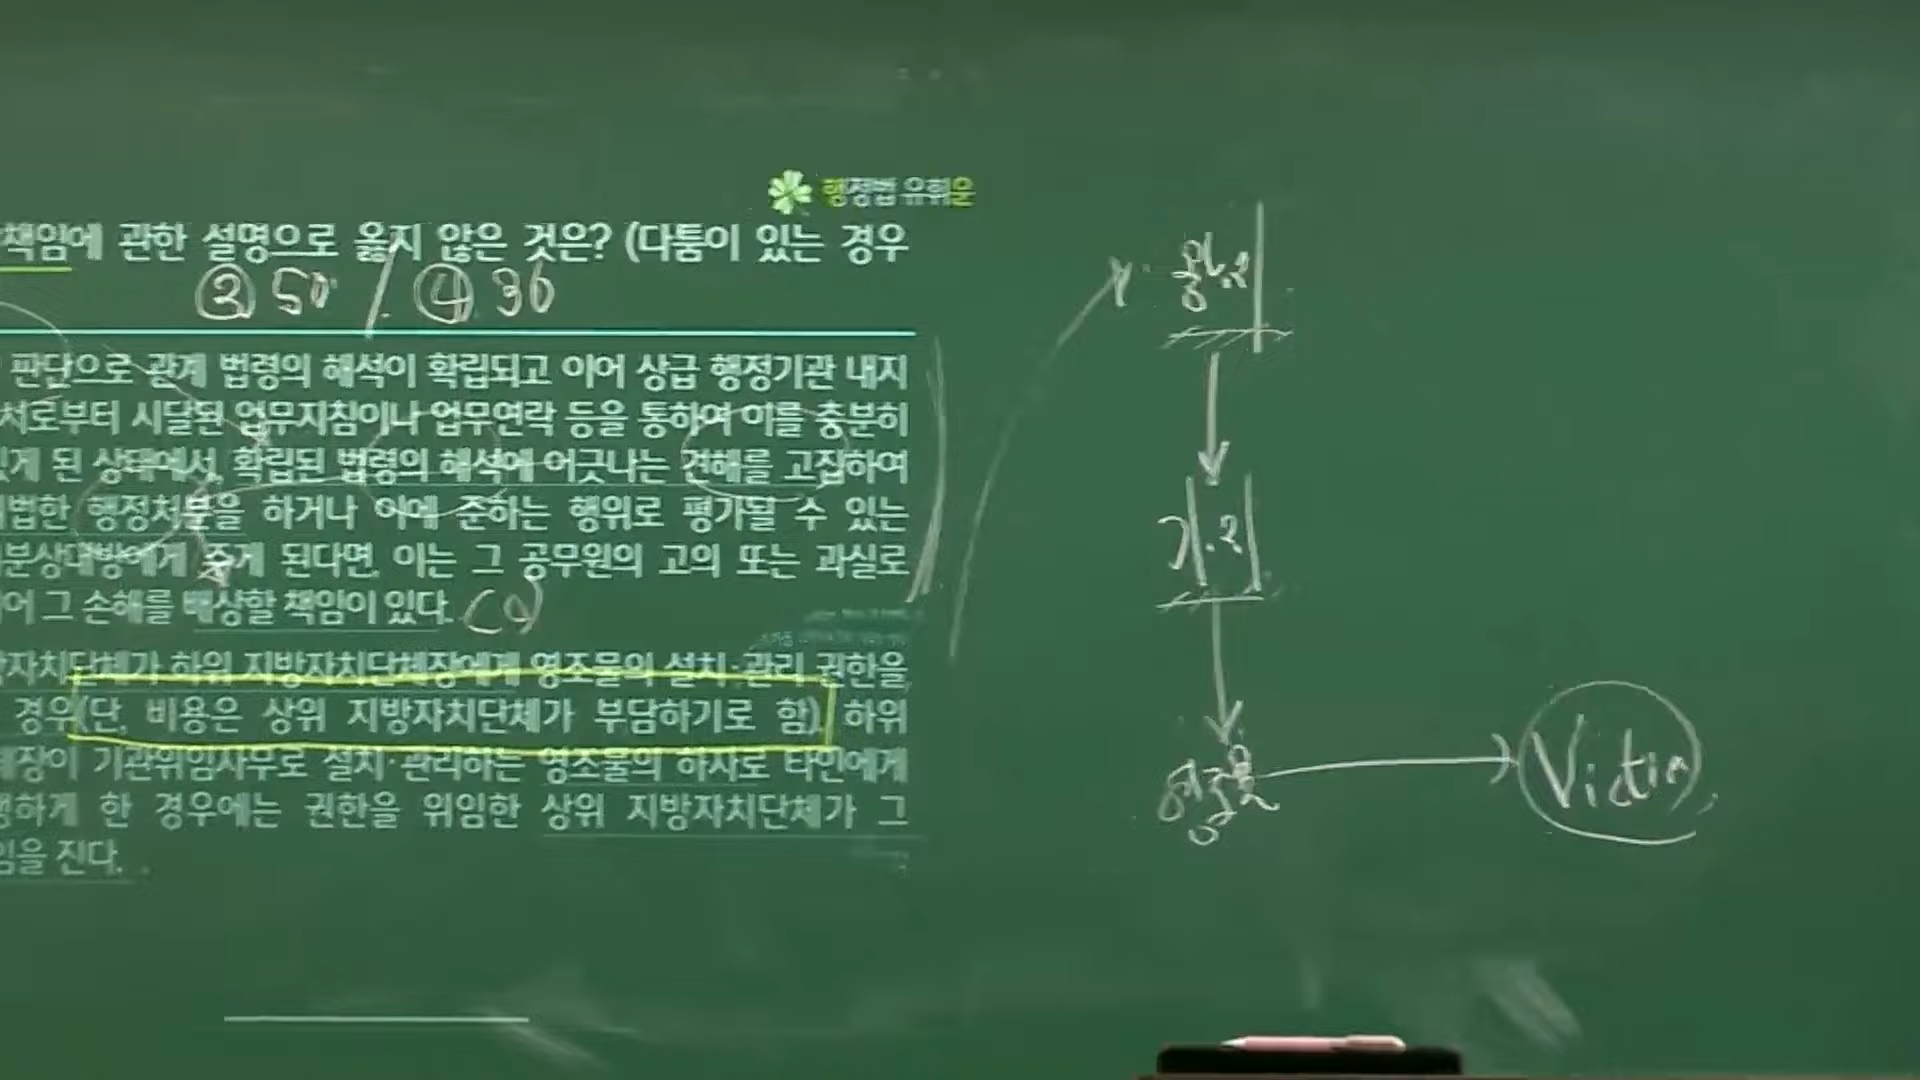 행정법 유휘운
책임에 관한 설명으로 옳지 않은 것은? (다툼이 있는 경우
③ 50 / ④ 36
판단으로 관계 법령의 해석이 확립되고 이어 상급 행정기관 내지
처로부터 시달된 업무지침이나 업무연락 등을 통하여 이를 충분히
있게 된 상태에서, 확립된 법령의 해석에 어긋나는 견해를 고집하여
법한 행정처분을 하거나 이에 준하는 행위로 평가될 수 있는
분상대방에게 주게 된다면, 이는 그 공무원의 고의 또는 과실로
어 그 손해를 배상할 책임이 있다.
자치단체가 하위 지방자치단체장에게 영조물의 설치·관리 권한을
경우(단, 비용은 상위 지방자치단체가 부담하기로 함), 하위
장이 기관위임사무로 설치·관리하는 영조물의 하자로 타인에게
하게 한 경우에는 권한을 위임한 상위 지방자치단체가 그
임을 진다.
Victim